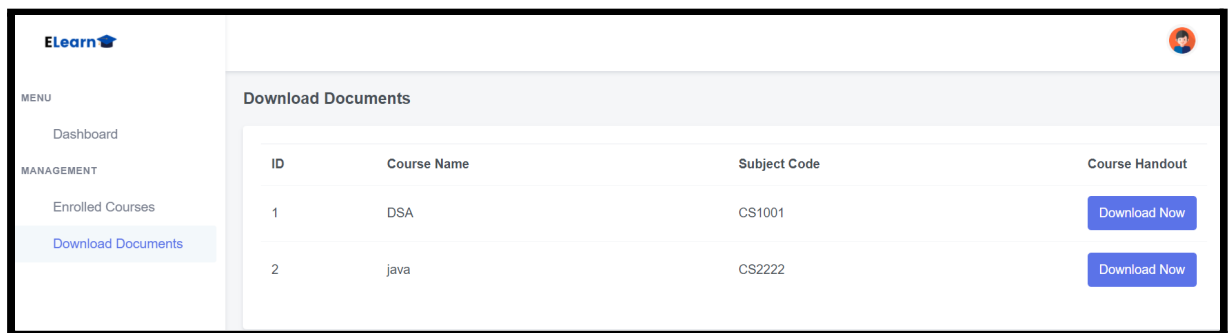 ELearn
MENU
Dashboard
MANAGEMENT
Enrolled Courses
Download Documents
Download Documents
ID Course Name Subject Code Course Handout
1 DSA CS1001 Download Now
2 java CS2222 Download Now